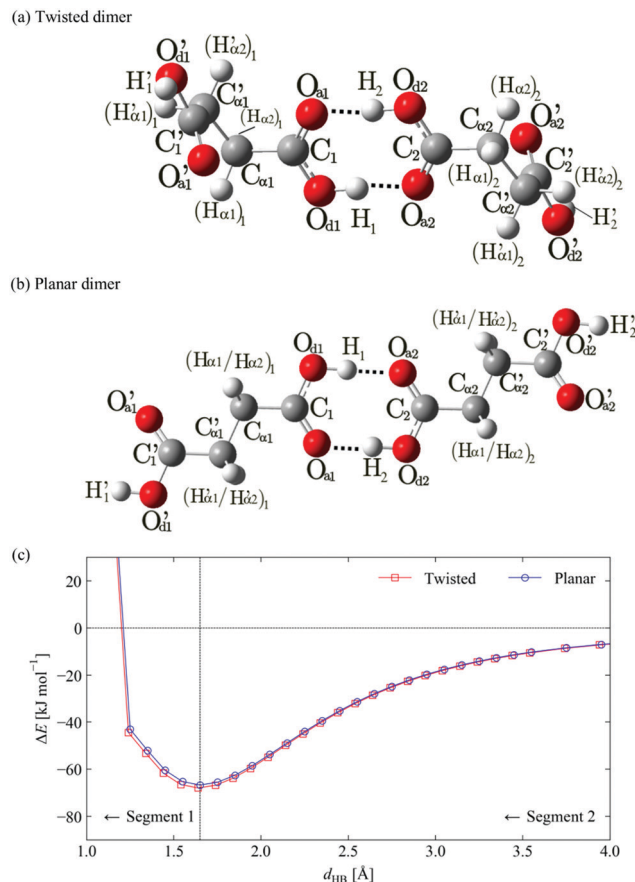 (a) Twisted dimer
O'd1
(H'α2)1
H'1
C'α1
(H'α1)1
(Hα2)1
C'1
O'a1
Cα1
(Hα1)1
Oa1
C1
Od1
H1
H2
Od2
C2
Oa2
(Hα2)2
Cα2
O'a2
C'2
(Hα1)2
C'α2
(H'α2)2
H'2
(H'α1)2
O'd2
(b) Planar dimer
(H'α1/H'α2)2
O'd2
H'2
C'2
O'a2
C'α2
Cα2
(Hα1/Hα2)2
Od1
H1
Oa2
(Hα1/Hα2)1
C1
C2
O'a1
C'α1
Cα1
C'1
Oa1
H2
Od2
(H'α1/H'α2)1
H'1
O'd1
(c)
Twisted
Planar
20
0
−20
−40
−60
−80
ΔE [kJ mol−1]
← Segment 1
← Segment 2
1.0 1.5 2.0 2.5 3.0 3.5 4.0
dHB [Å]